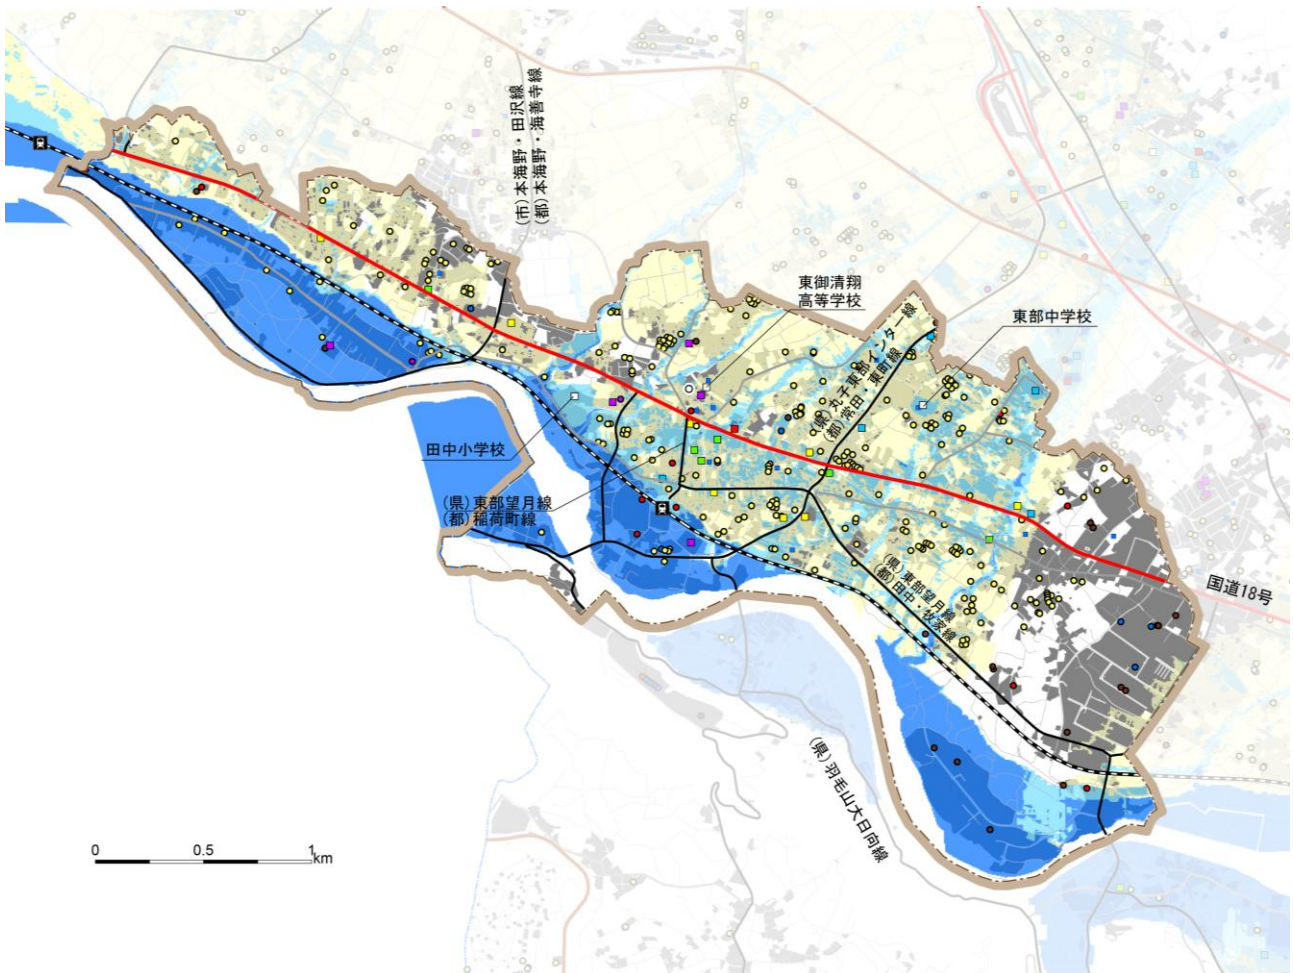 (市)本海野・田沢線
(都)本海野・海善寺線
東御清翔
高等学校
東部中学校
(県)丸子東部インター線
(都)常田・東町線
田中小学校
(県)東部望月線
(都)稲荷町線
(県)東部望月線
(都)田中・牧家線
国道18号
(県)羽毛山大日向線
0 0.5 1
km